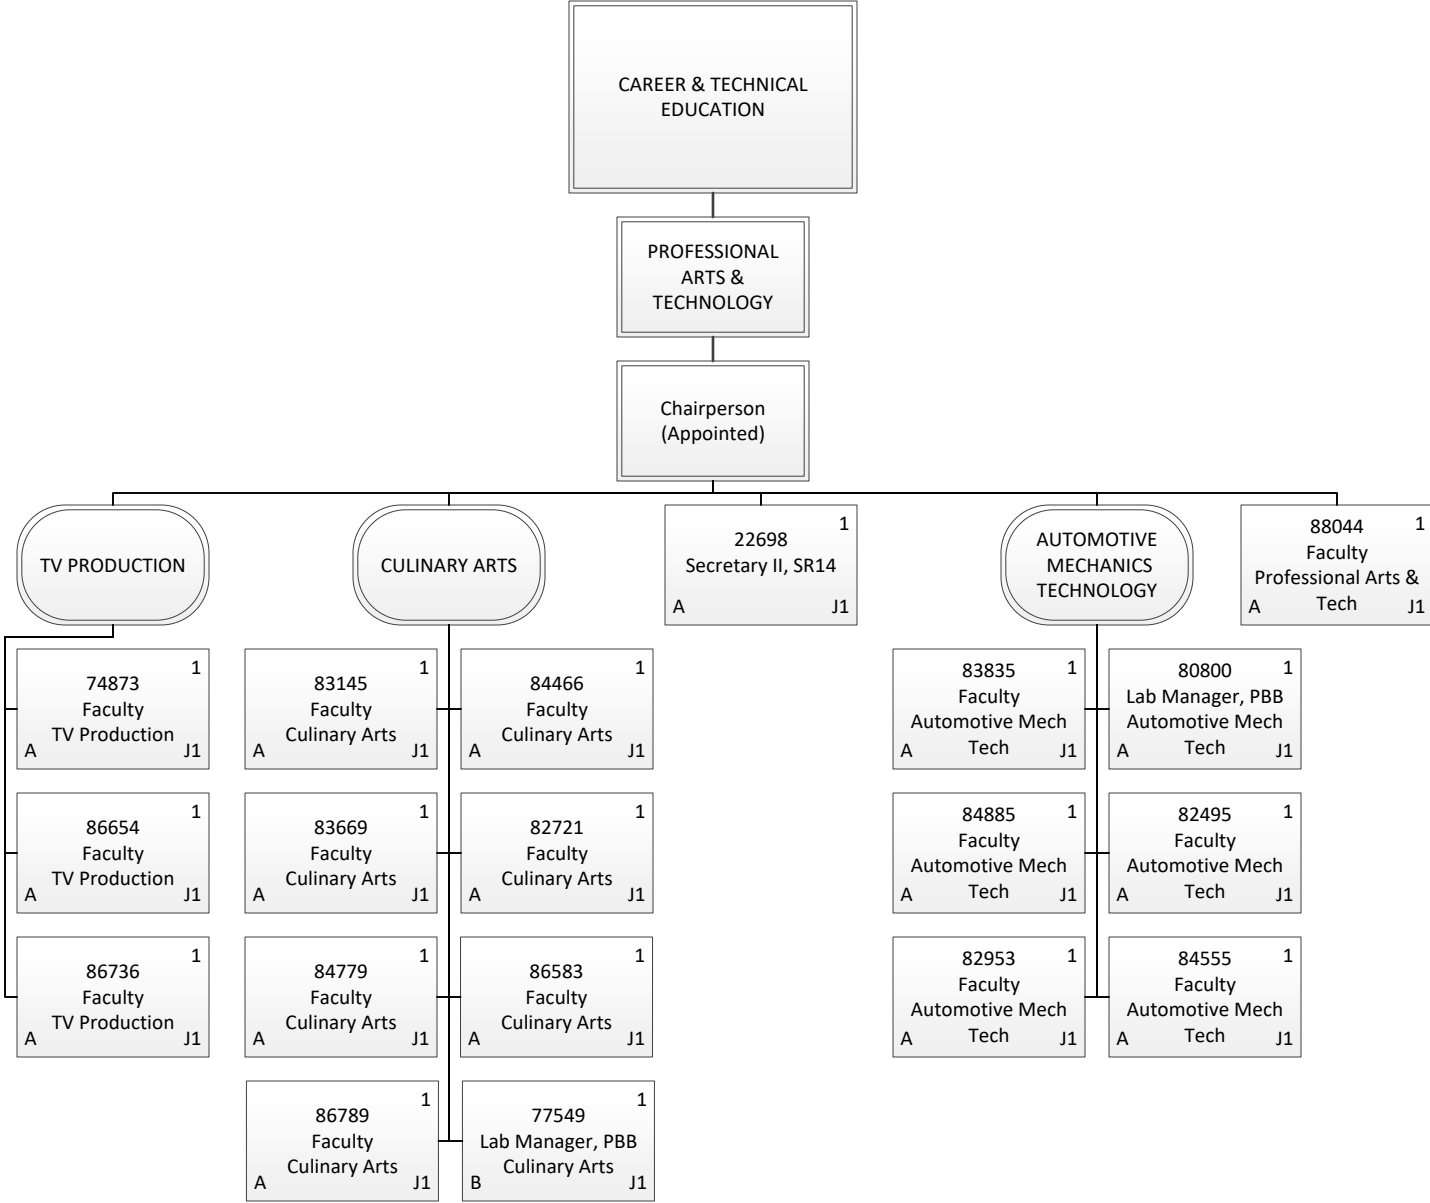 CAREER & TECHNICAL
EDUCATION
PROFESSIONAL
ARTS &
TECHNOLOGY
Chairperson
(Appointed)
TV PRODUCTION
CULINARY ARTS
1
22698
Secretary II, SR14
A J1
AUTOMOTIVE
MECHANICS
TECHNOLOGY
88044 1
Faculty
Professional Arts &
Tech
A J1
1
74873
Faculty
TV Production
A J1
1
86654
Faculty
TV Production
A J1
1
86736
Faculty
TV Production
A J1
1
83145
Faculty
Culinary Arts
A J1
1
84466
Faculty
Culinary Arts
A J1
1
83669
Faculty
Culinary Arts
A J1
1
82721
Faculty
Culinary Arts
A J1
1
84779
Faculty
Culinary Arts
A J1
1
86583
Faculty
Culinary Arts
A J1
1
86789
Faculty
Culinary Arts
A J1
1
77549
Lab Manager, PBB
Culinary Arts
B J1
83835 1
Faculty
Automotive Mech
Tech
A J1
80800 1
Lab Manager, PBB
Automotive Mech
Tech
A J1
84885 1
Faculty
Automotive Mech
Tech
A J1
82495 1
Faculty
Automotive Mech
Tech
A J1
82953 1
Faculty
Automotive Mech
Tech
A J1
84555 1
Faculty
Automotive Mech
Tech
A J1